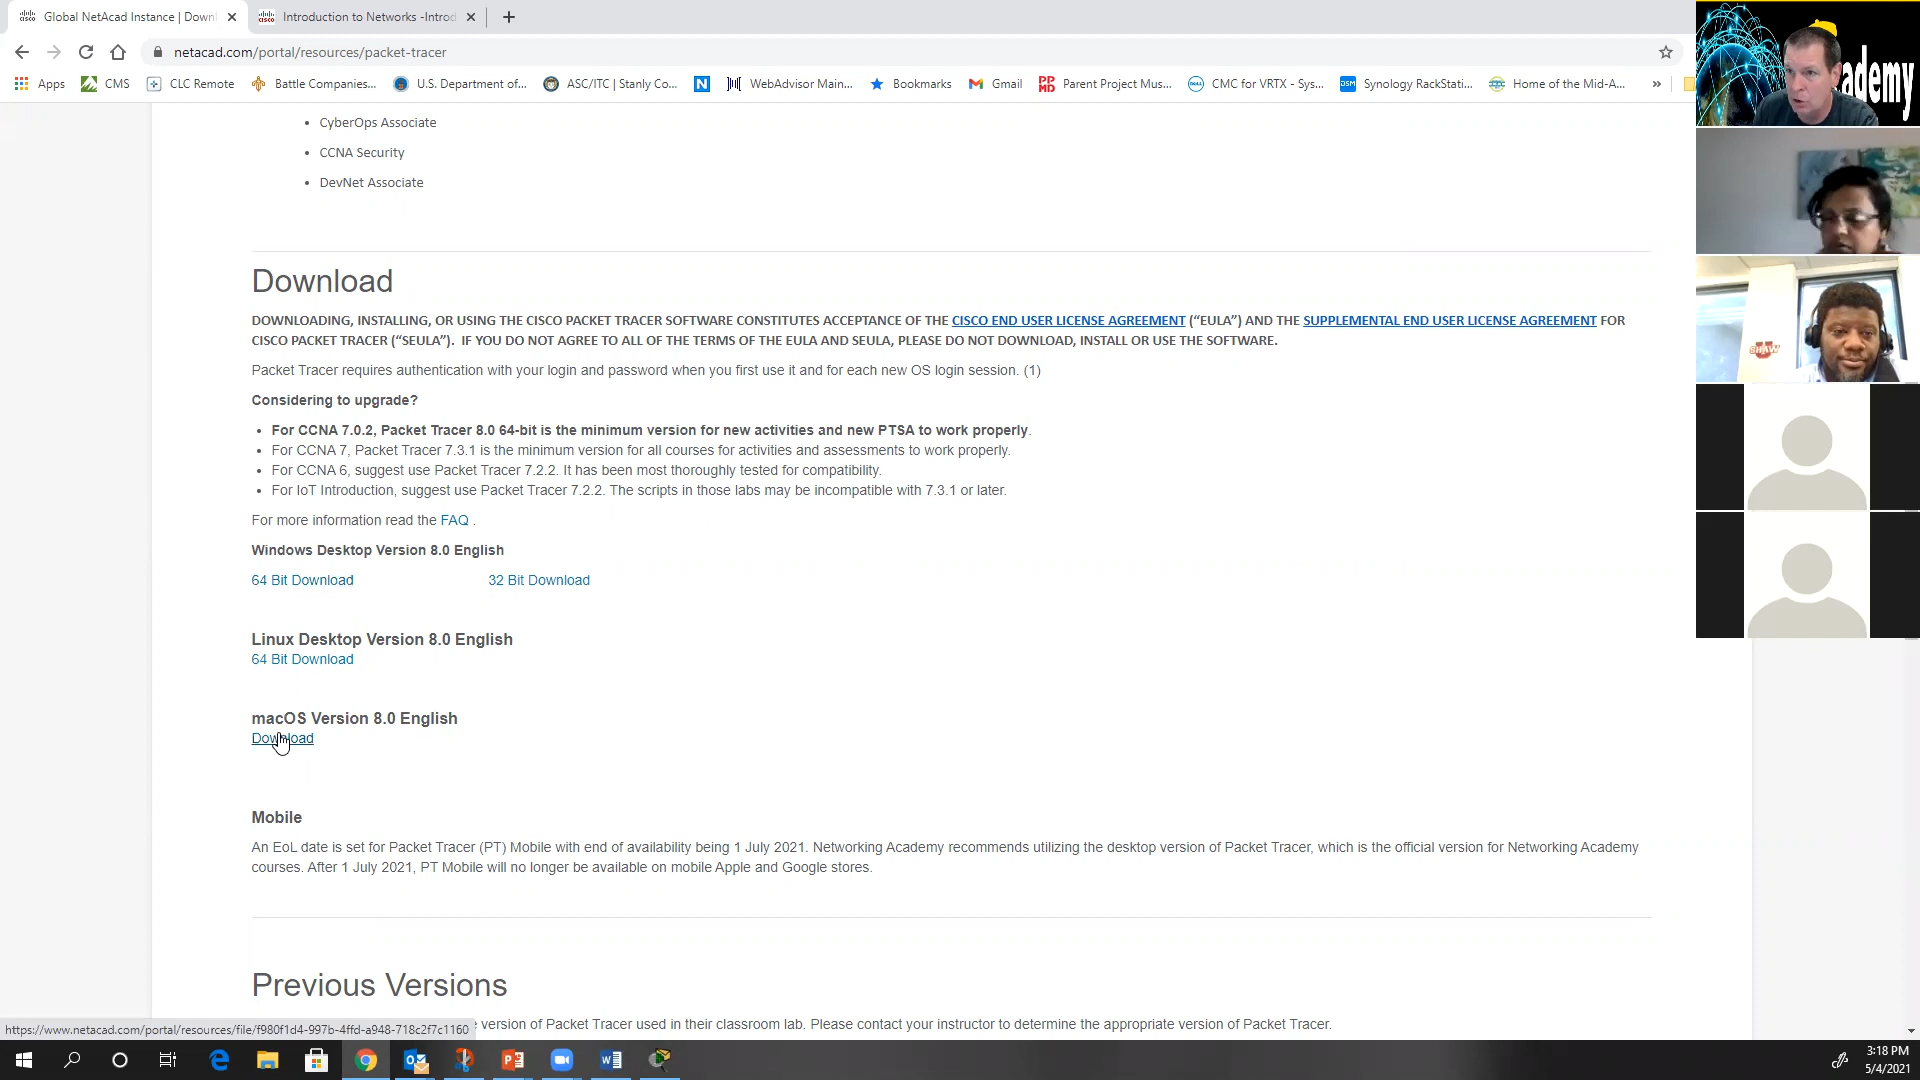 Global NetAcad Instance | Down
Introduction to Networks -Introd
netacad.com/portal/resources/packet-tracer
Apps CMS CLC Remote Battle Companies... U.S. Department of... ASC/ITC | Stanly Co... N WebAdvisor Main... Bookmarks Gmail Parent Project Mus... CMC for VRTX - Sys... DSM Synology RackStati... Home of the Mid-A... »
• CyberOps Associate
• CCNA Security
• DevNet Associate
Download
DOWNLOADING, INSTALLING, OR USING THE CISCO PACKET TRACER SOFTWARE CONSTITUTES ACCEPTANCE OF THE CISCO END USER LICENSE AGREEMENT (“EULA”) AND THE SUPPLEMENTAL END USER LICENSE AGREEMENT FOR
CISCO PACKET TRACER (“SEULA”). IF YOU DO NOT AGREE TO ALL OF THE TERMS OF THE EULA AND SEULA, PLEASE DO NOT DOWNLOAD, INSTALL OR USE THE SOFTWARE.
Packet Tracer requires authentication with your login and password when you first use it and for each new OS login session. (1)
Considering to upgrade?
• For CCNA 7.0.2, Packet Tracer 8.0 64-bit is the minimum version for new activities and new PTSA to work properly.
• For CCNA 7, Packet Tracer 7.3.1 is the minimum version for all courses for activities and assessments to work properly.
• For CCNA 6, suggest use Packet Tracer 7.2.2. It has been most thoroughly tested for compatibility.
• For IoT Introduction, suggest use Packet Tracer 7.2.2. The scripts in those labs may be incompatible with 7.3.1 or later.
For more information read the FAQ .
Windows Desktop Version 8.0 English
64 Bit Download 32 Bit Download
Linux Desktop Version 8.0 English
64 Bit Download
macOS Version 8.0 English
Download
Mobile
An EoL date is set for Packet Tracer (PT) Mobile with end of availability being 1 July 2021. Networking Academy recommends utilizing the desktop version of Packet Tracer, which is the official version for Networking Academy
courses. After 1 July 2021, PT Mobile will no longer be available on mobile Apple and Google stores.
Previous Versions
version of Packet Tracer used in their classroom lab. Please contact your instructor to determine the appropriate version of Packet Tracer.
https://www.netacad.com/portal/resources/file/f980f1d4-997b-4ffd-a948-718c2f7c1160
3:18 PM
5/4/2021
ademy
SHAW